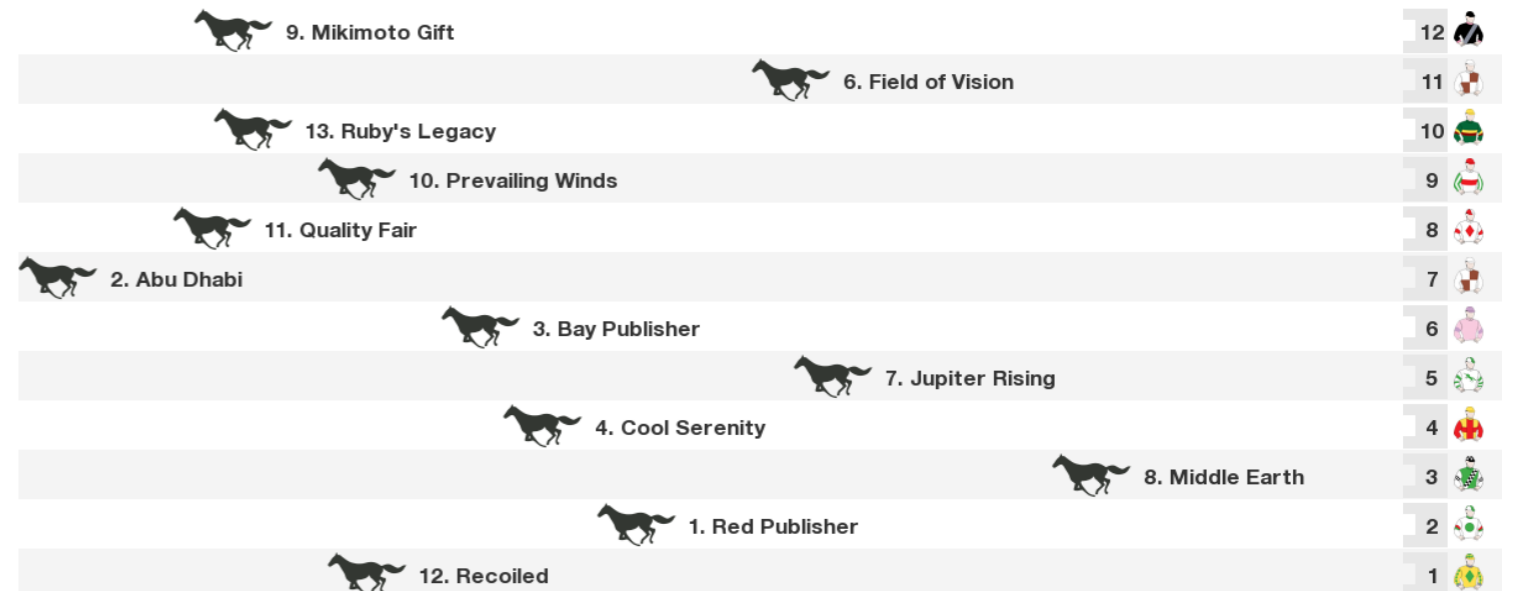 9. Mikimoto Gift 12
6. Field of Vision 11
13. Ruby's Legacy 10
10. Prevailing Winds 9
11. Quality Fair 8
2. Abu Dhabi 7
3. Bay Publisher 6
7. Jupiter Rising 5
4. Cool Serenity 4
8. Middle Earth 3
1. Red Publisher 2
12. Recoiled 1